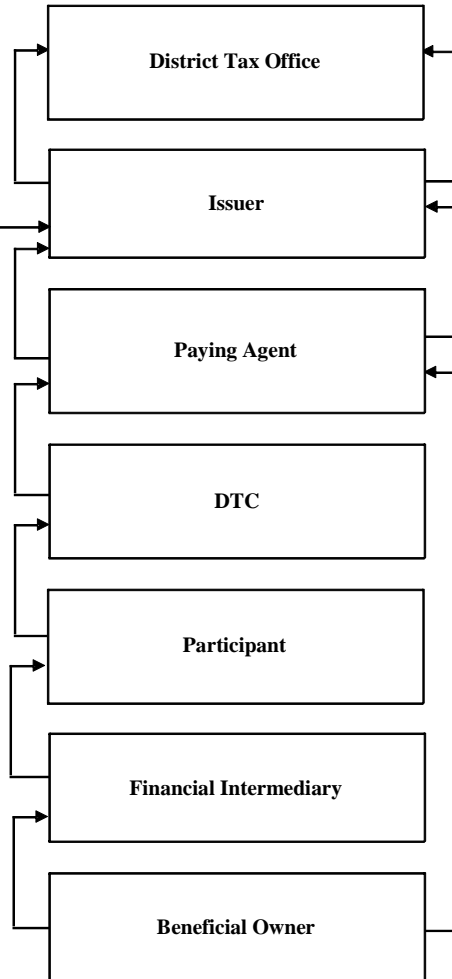 District Tax Office
Issuer
Paying Agent
DTC
Participant
Financial Intermediary
Beneficial Owner